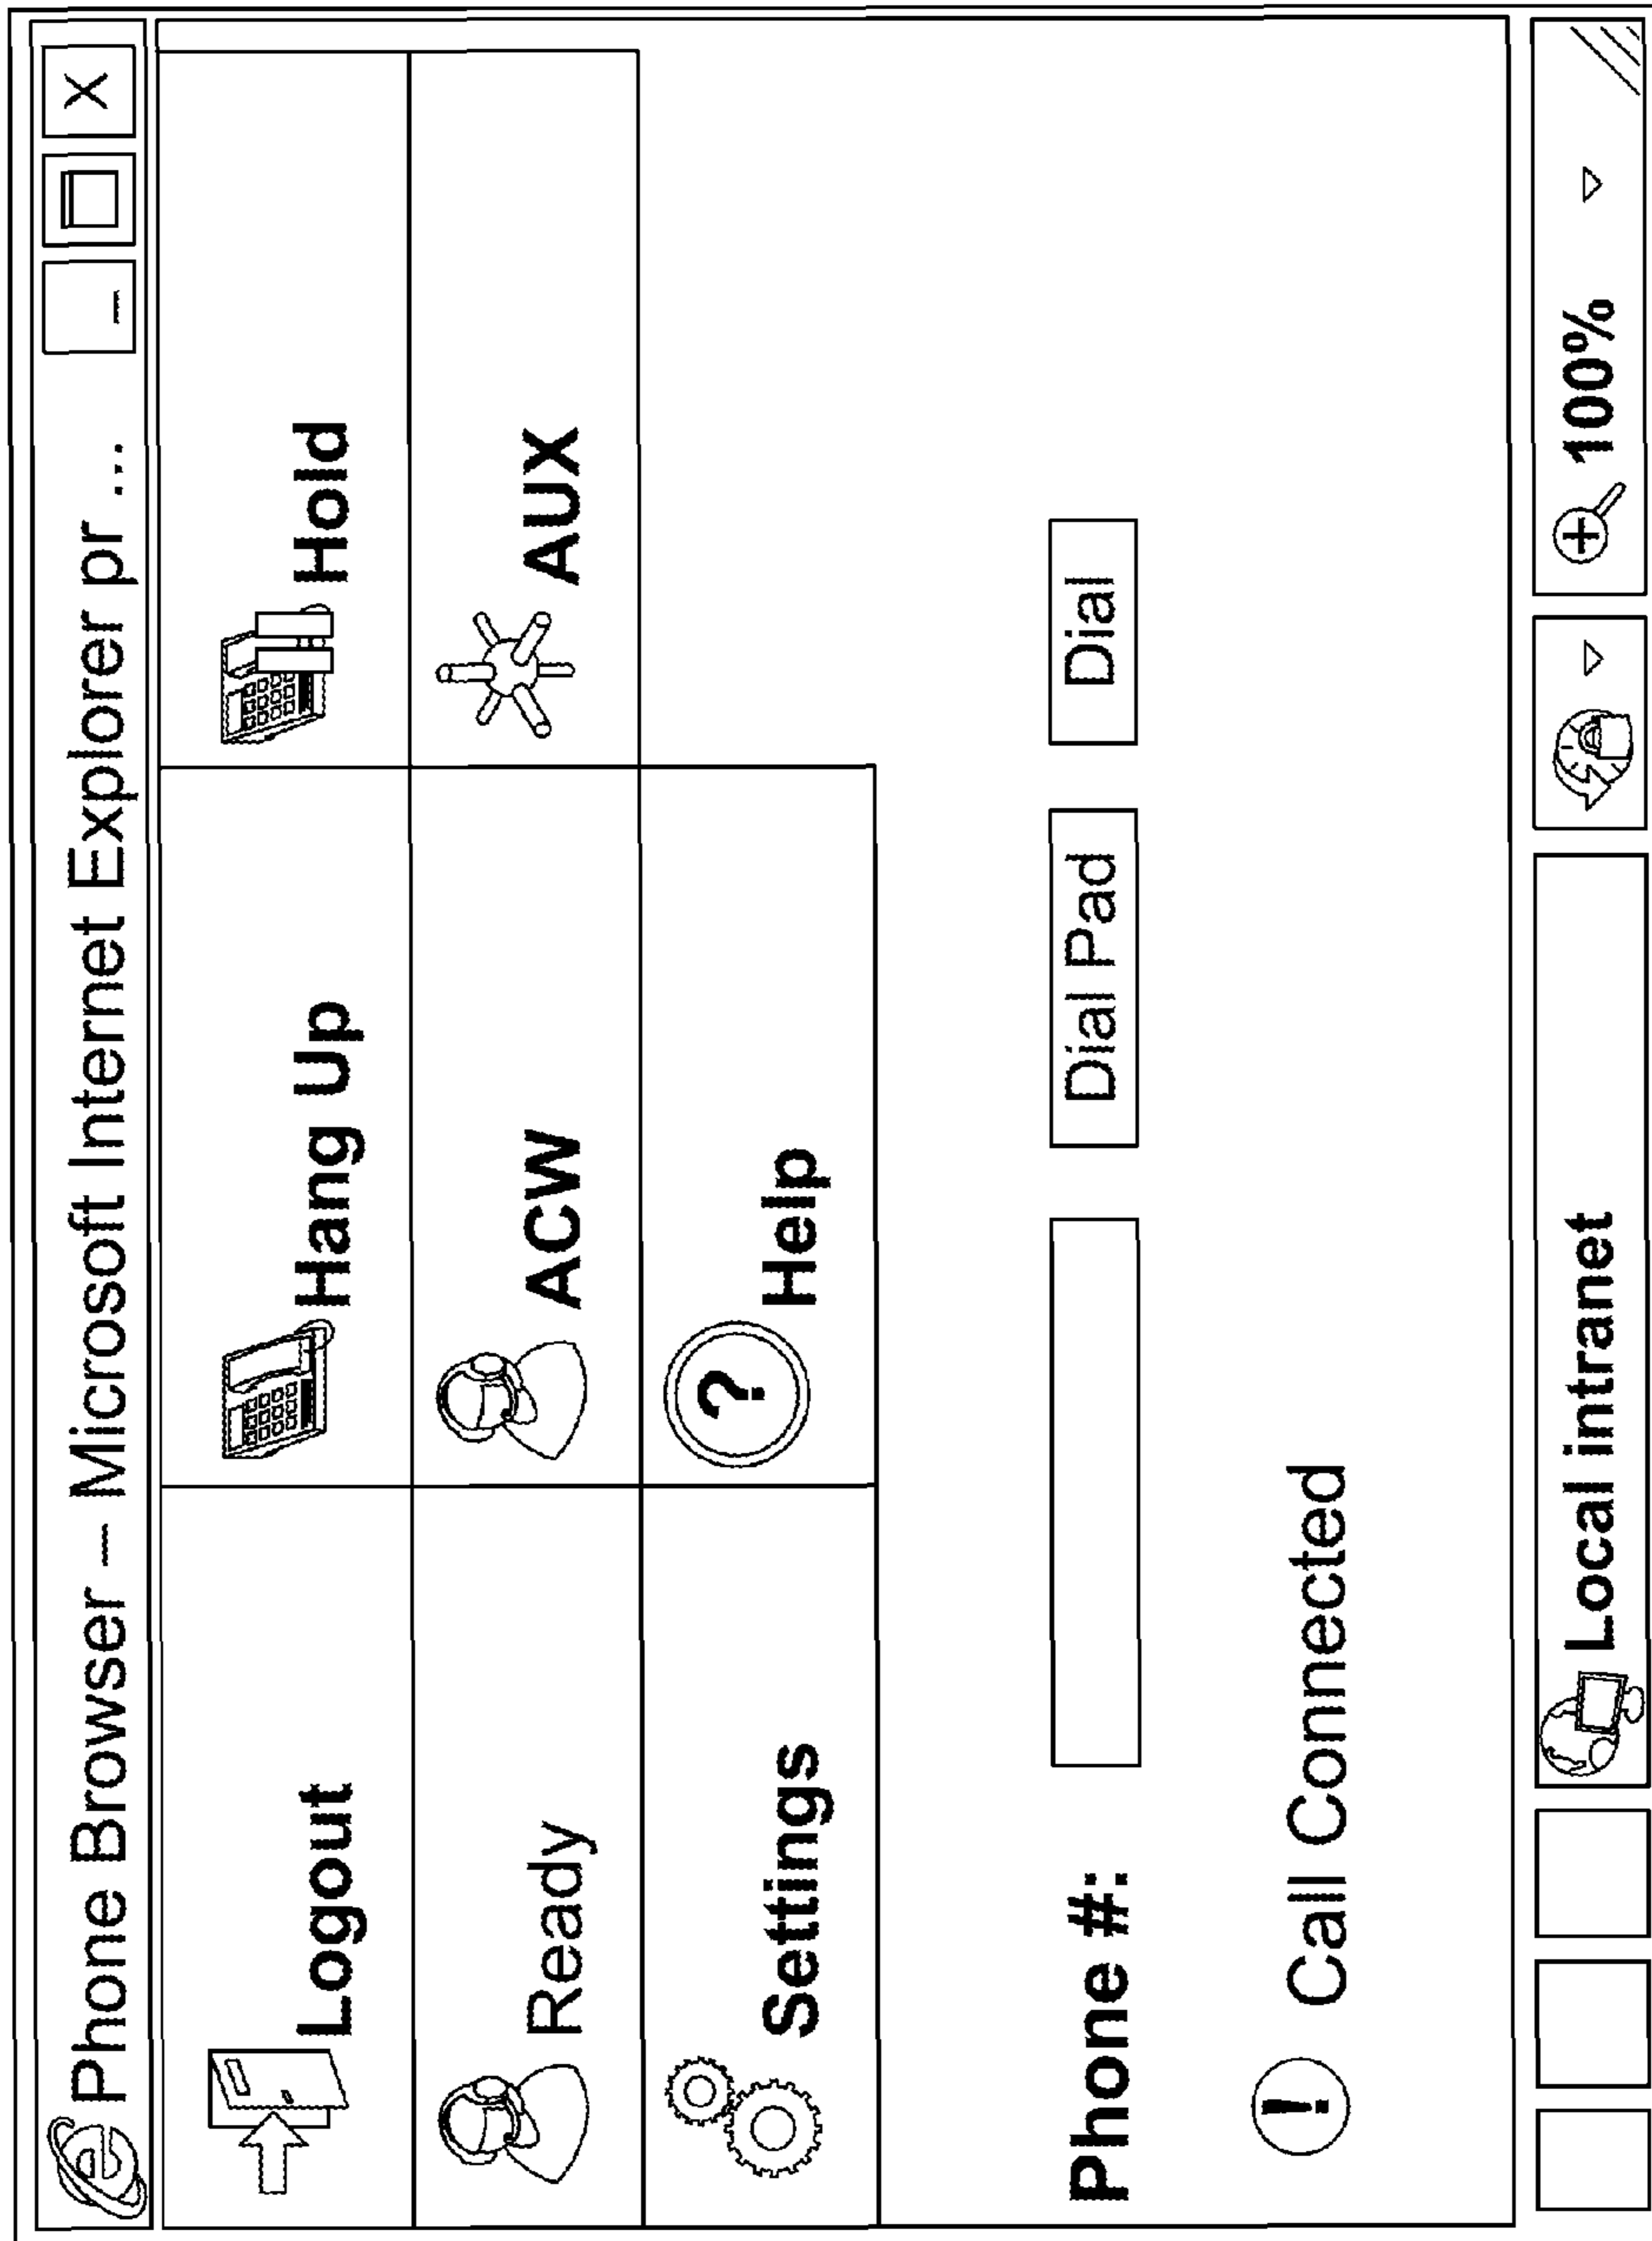 Phone Browser – Microsoft Internet Explorer pr ...
X
Logout
Hang Up
Hold
Ready
ACW
AUX
Settings
? Help
Phone #:
Dial Pad
Dial
! Call Connected
Local intranet
100%